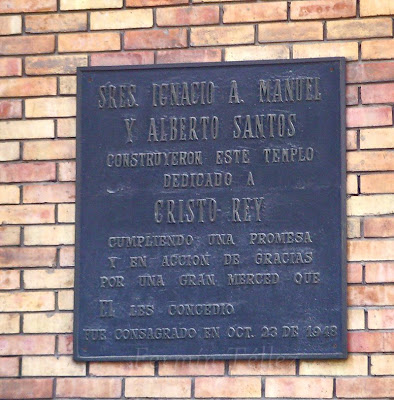 SRES. IGNACIO A. MANUEL
Y ALBERTO SANTOS
CONSTRUYERON ESTE TEMPLO
DEDICADO A
CRISTO REY
CUMPLIENDO UNA PROMESA
Y EN ACCION DE GRACIAS
POR UNA GRAN MERCED QUE
EL LES CONCEDIO
FUE CONSAGRADO EN OCT. 23 DE 1948